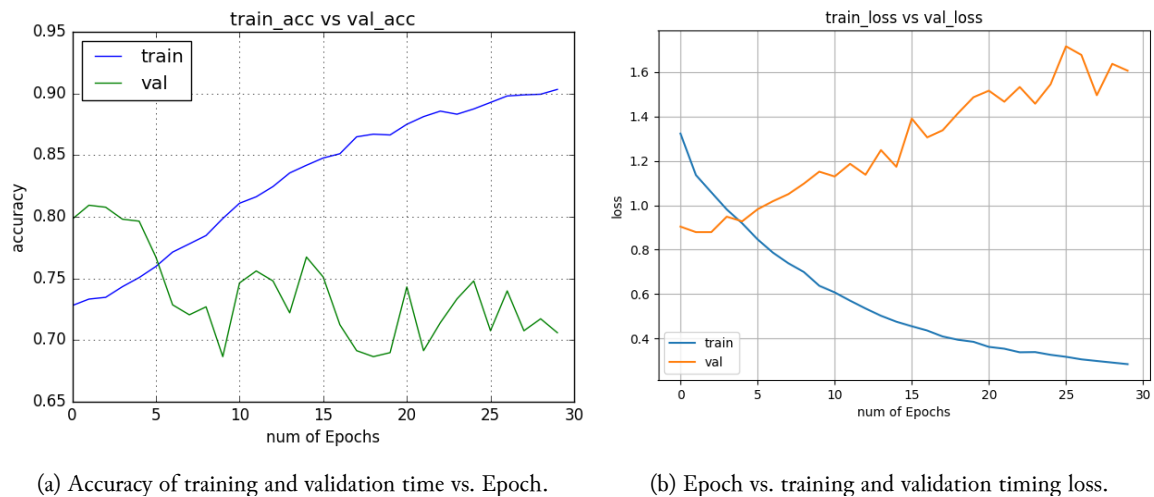 train_acc vs val_acc
0.95
0.90
0.85
0.80
0.75
0.70
0.65
accuracy
train
val
0 5 10 15 20 25 30
num of Epochs
(a) Accuracy of training and validation time vs. Epoch.
train_loss vs val_loss
1.6
1.4
1.2
1.0
0.8
0.6
0.4
loss
train
val
0 5 10 15 20 25 30
num of Epochs
(b) Epoch vs. training and validation timing loss.